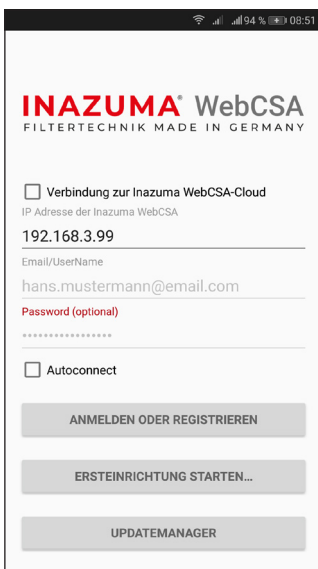 94 % 08:51
INAZUMA® WebCSA
FILTERTECHNIK MADE IN GERMANY
Verbindung zur Inazuma WebCSA-Cloud
IP Adresse der Inazuma WebCSA
192.168.3.99
Email/UserName
hans.mustermann@email.com
Password (optional)
•••••••••••••••••
Autoconnect
ANMELDEN ODER REGISTRIEREN
ERSTEINRICHTUNG STARTEN...
UPDATEMANAGER